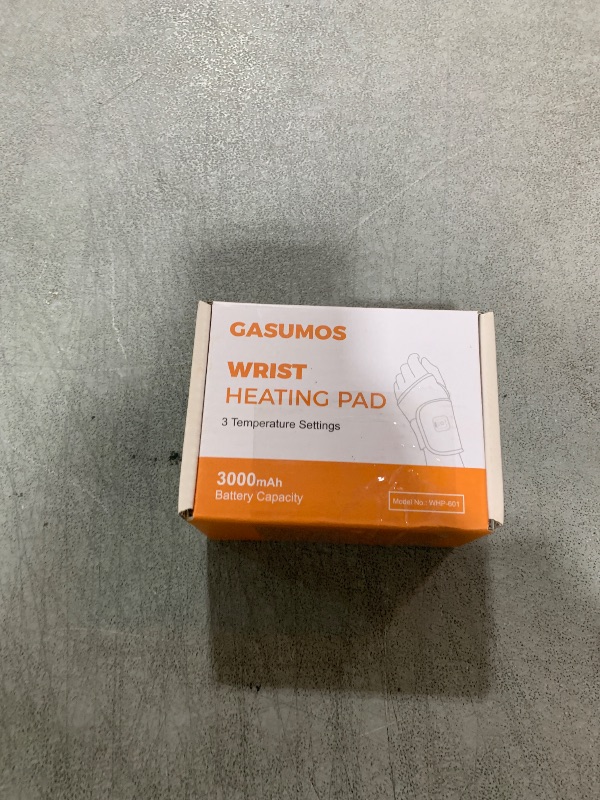 GASUMOS
WRIST
HEATING PAD
3 Temperature Settings
3000mAh
Battery Capacity
Model No.: WHP-601